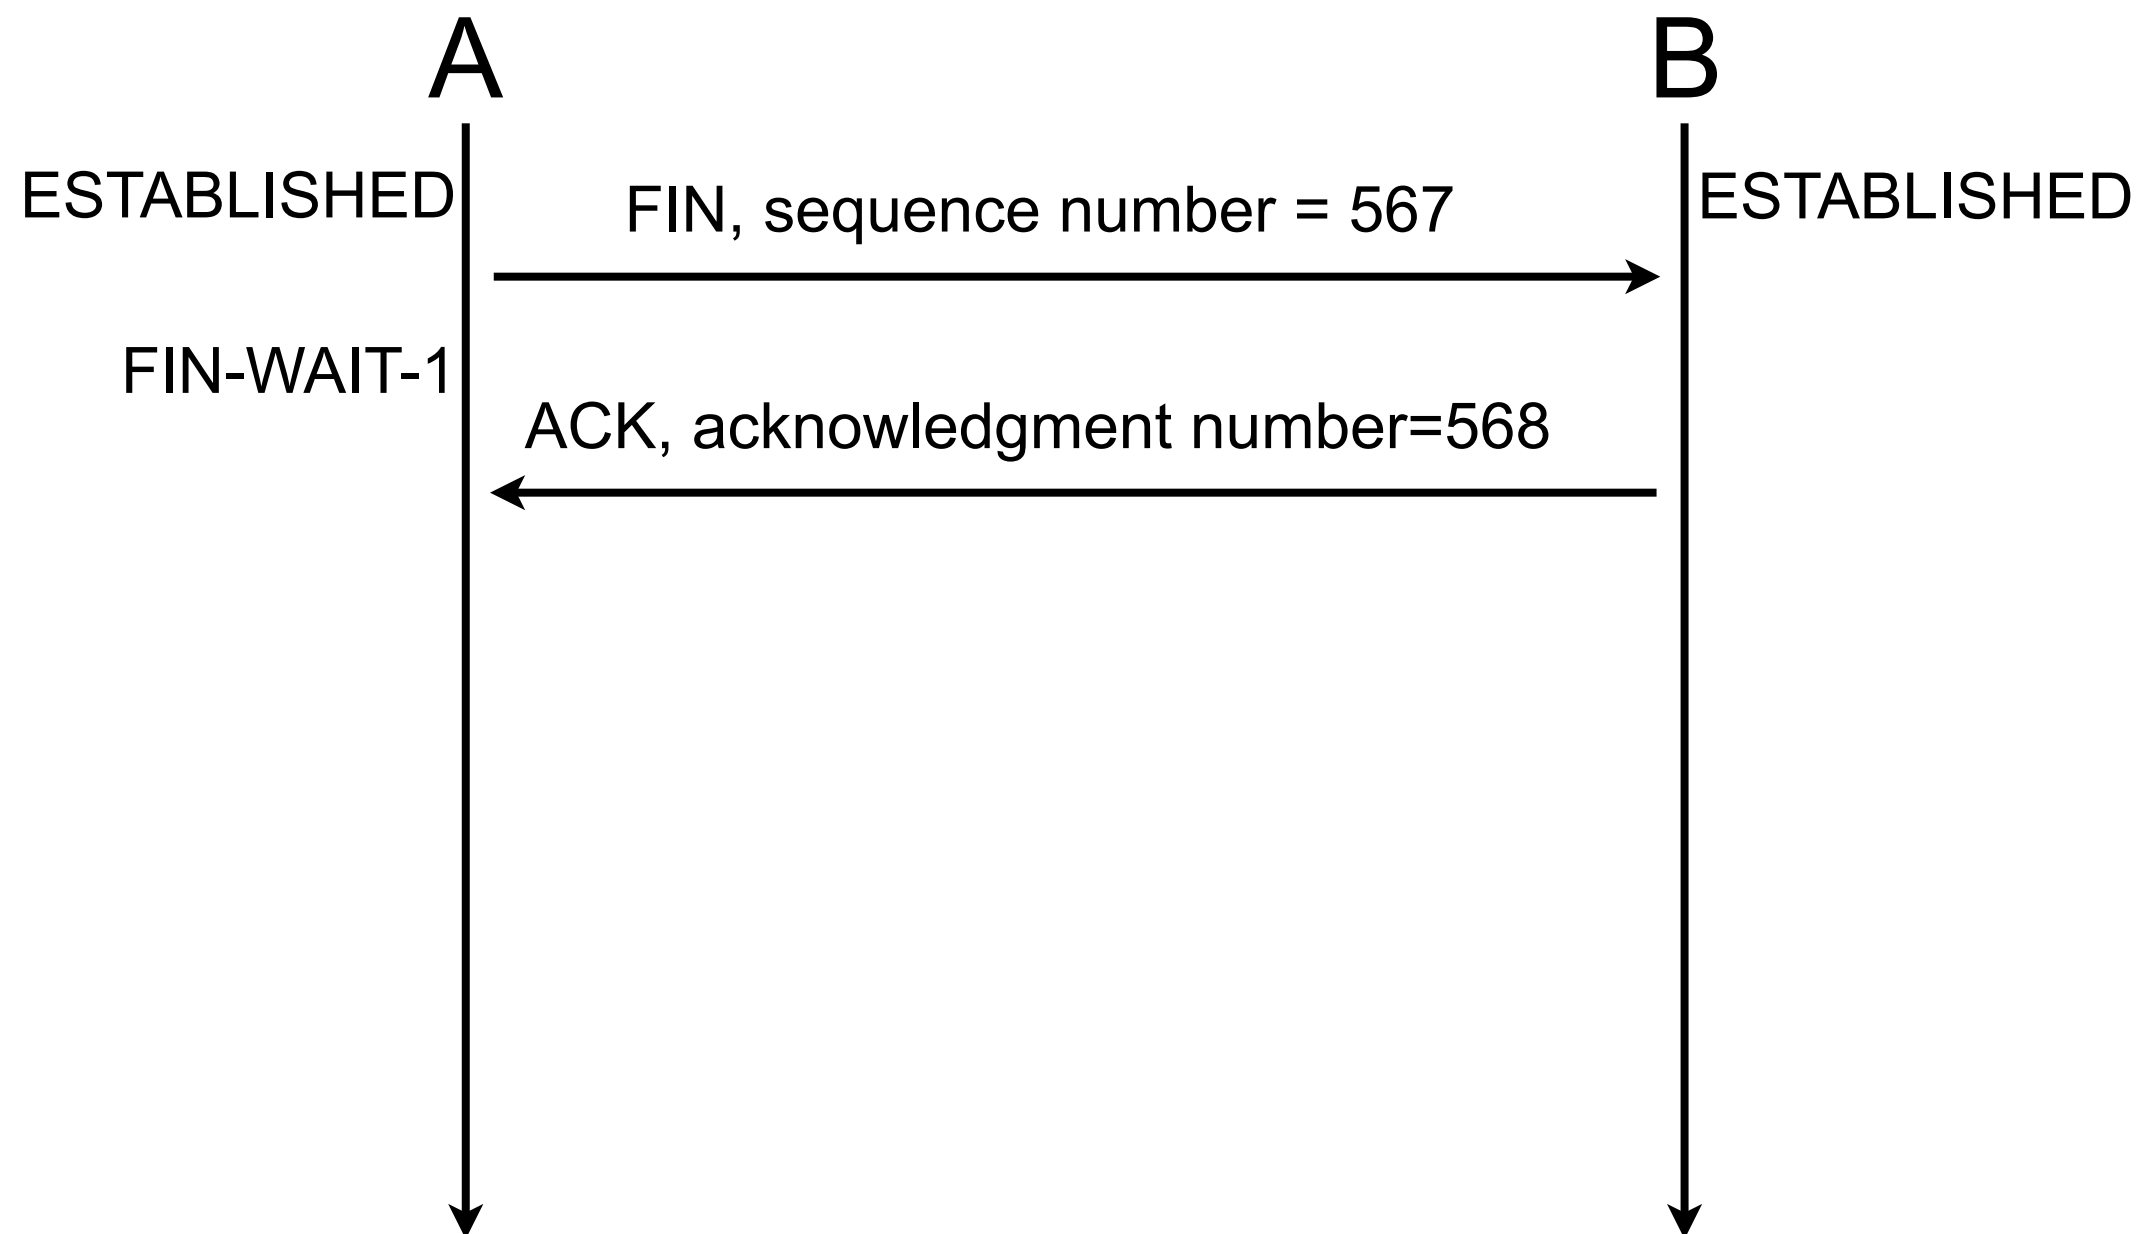 A
B
ESTABLISHED
FIN, sequence number = 567
ESTABLISHED
FIN-WAIT-1
ACK, acknowledgment number=568